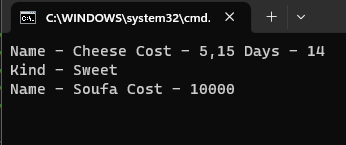 C:\WINDOWS\system32\cmd.
Name - Cheese Cost - 5,15 Days - 14
Kind - Sweet
Name - Soufa Cost - 10000